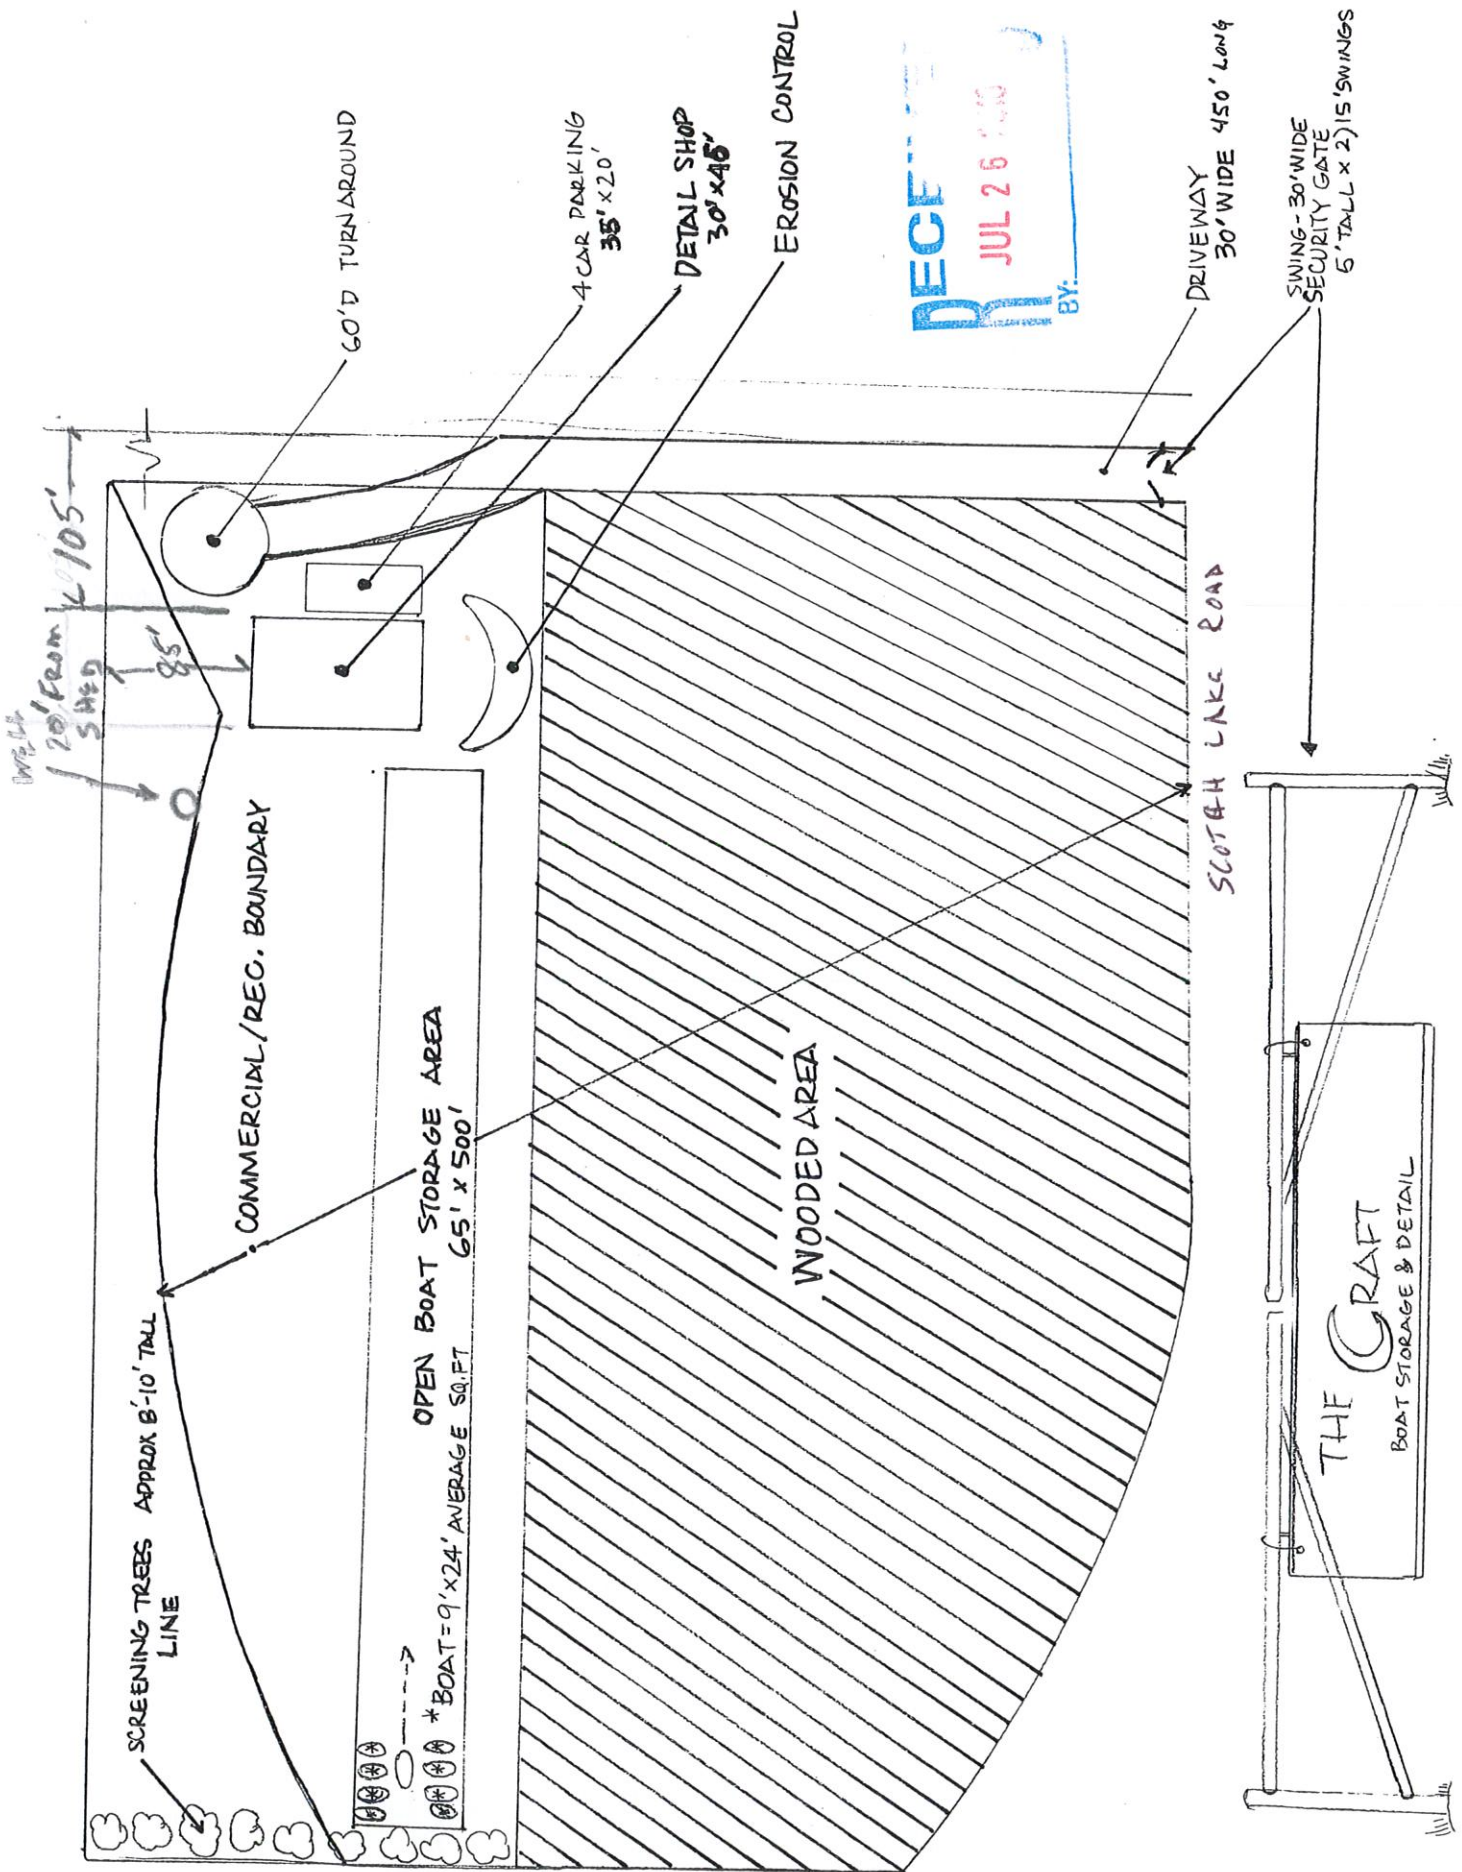 WELL
20' FROM
SHED
85'
105'
60'D TURNAROUND
4 CAR PARKING
35' X 20'
DETAIL SHOP
30' X 45'
EROSION CONTROL
JUL 26
BY:
DRIVEWAY
30' WIDE 450' LONG
SWING - 30' WIDE
SECURITY GATE
5' TALL X 2) 15' SWINGS
SCREENING TREES APPROX 8'-10' TALL
LINE
COMMERCIAL/REC. BOUNDARY
OPEN BOAT STORAGE AREA
65' X 500'
*BOAT = 9' X 24' AVERAGE SQ.FT
WOODED AREA
SCOTCH LAKE ROAD
THE CRAFT
BOAT STORAGE & DETAIL